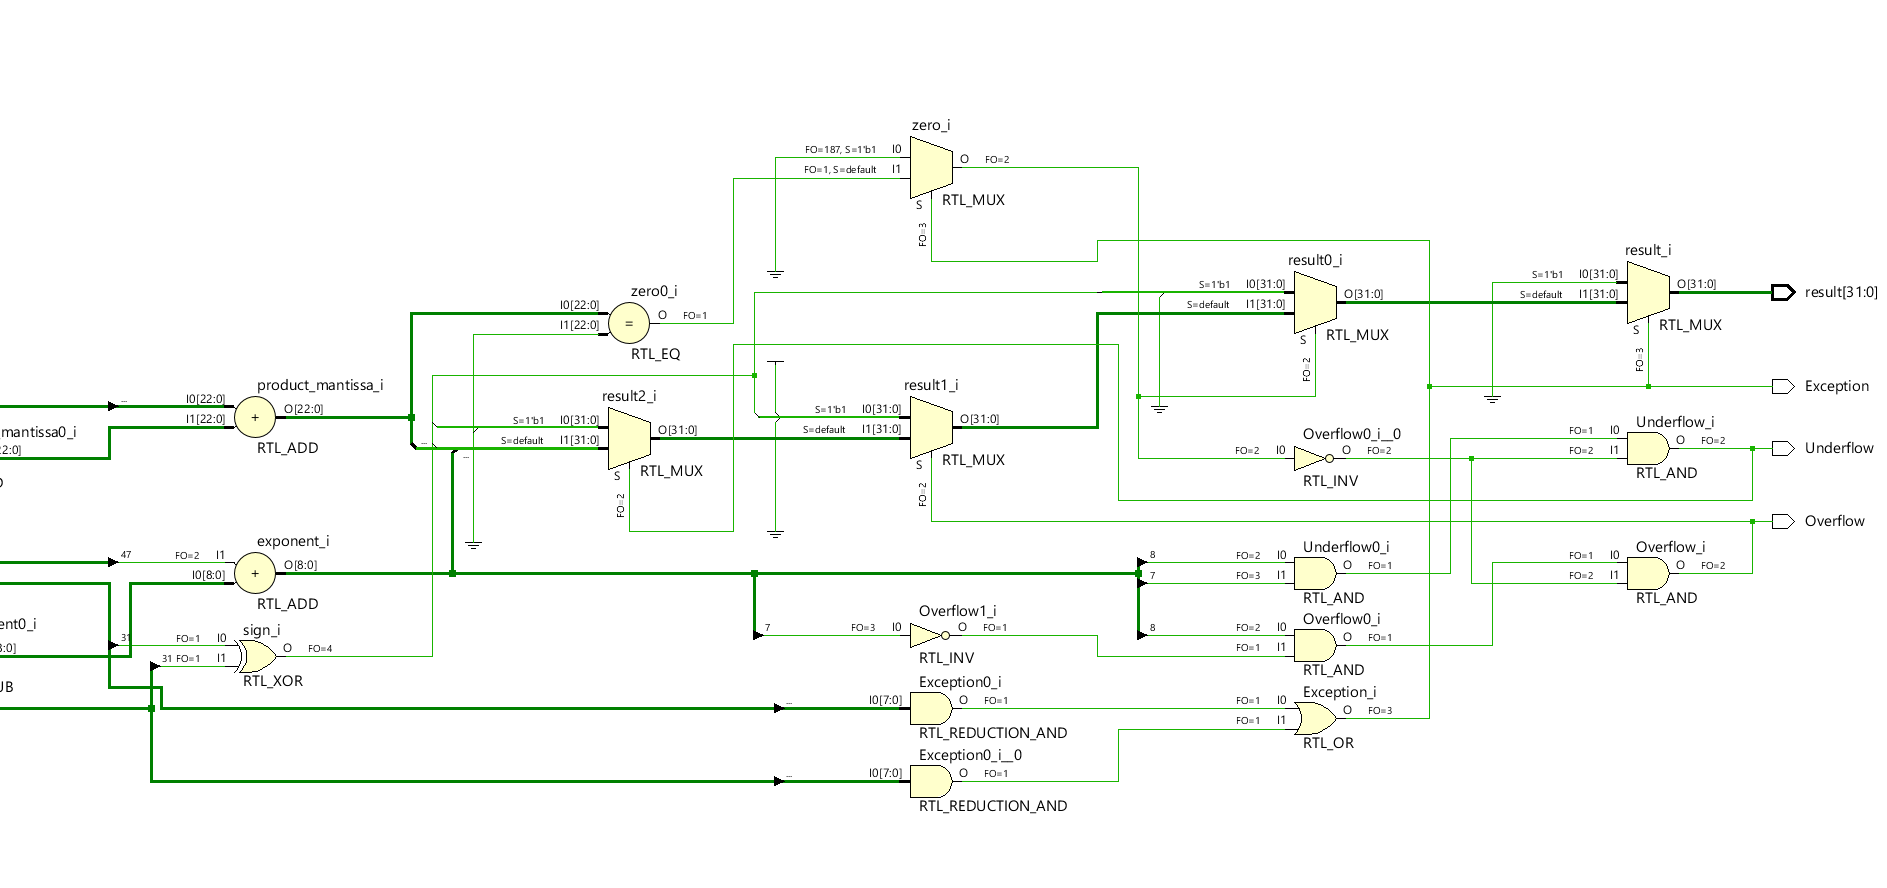 zero_i
FO=187, S=1'b1 I0
FO=1, S=default I1
O FO=2
S
RTL_MUX
FO=3
result_i
S=1'b1 I0[31:0]
S=default I1[31:0]
O[31:0]
result[31:0]
S
RTL_MUX
FO=3
result0_i
S=1'b1 I0[31:0]
S=default I1[31:0]
O[31:0]
S
RTL_MUX
FO=2
zero0_i
I0[22:0]
I1[22:0]
=
O FO=1
RTL_EQ
product_mantissa_i
...
I0[22:0]
I1[22:0]
+
O[22:0]
RTL_ADD
mantissa0_i
22:0]
result2_i
S=1'b1 I0[31:0]
S=default I1[31:0]
...
...
O[31:0]
S
RTL_MUX
FO=2
result1_i
S=1'b1 I0[31:0]
S=default I1[31:0]
O[31:0]
S
RTL_MUX
FO=2
Exception
Underflow_i
FO=1 I0
FO=2 I1
O FO=2
RTL_AND
Underflow
Overflow0_i__0
FO=2 I0
O FO=2
RTL_INV
Overflow
exponent_i
47 FO=2 I1
I0[8:0]
+
O[8:0]
RTL_ADD
Underflow0_i
8 FO=2 I0
7 FO=3 I1
O FO=1
RTL_AND
Overflow_i
FO=1 I0
FO=2 I1
O FO=2
RTL_AND
ent0_i
8:0]
UB
sign_i
31 FO=1 I0
31 FO=1 I1
O FO=4
RTL_XOR
Overflow1_i
7 FO=3 I0
O FO=1
RTL_INV
Overflow0_i
8 FO=2 I0
FO=1 I1
O FO=1
RTL_AND
Exception0_i
...
I0[7:0]
O FO=1
RTL_REDUCTION_AND
Exception_i
FO=1 I0
FO=1 I1
O FO=3
RTL_OR
Exception0_i__0
...
I0[7:0]
O FO=1
RTL_REDUCTION_AND